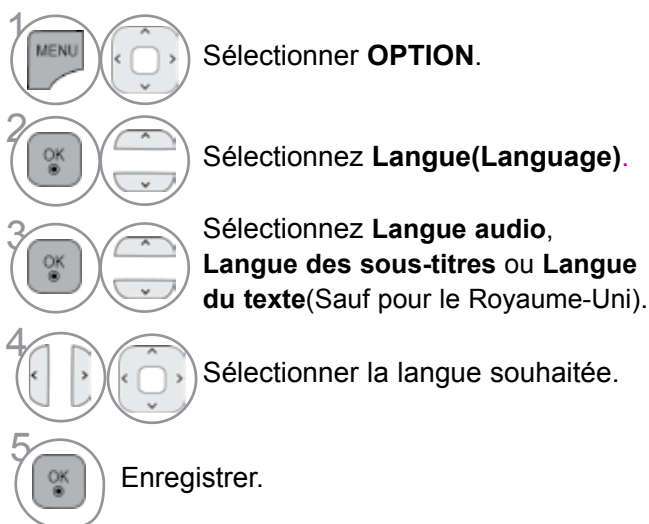 1
MENU
Sélectionner OPTION.
2
OK
Sélectionnez Langue(Language).
3
OK
Sélectionnez Langue audio,
Langue des sous-titres ou Langue
du texte(Sauf pour le Royaume-Uni).
4
Sélectionner la langue souhaitée.
5
OK
Enregistrer.